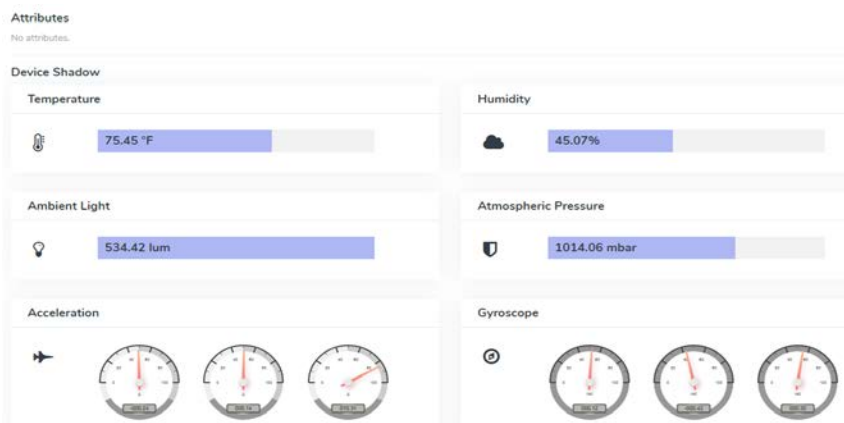 Attributes
No attributes.
Device Shadow
Temperature
75.45 °F
Humidity
45.07%
Ambient Light
534.42 lum
Atmospheric Pressure
1014.06 mbar
Acceleration
Gyroscope